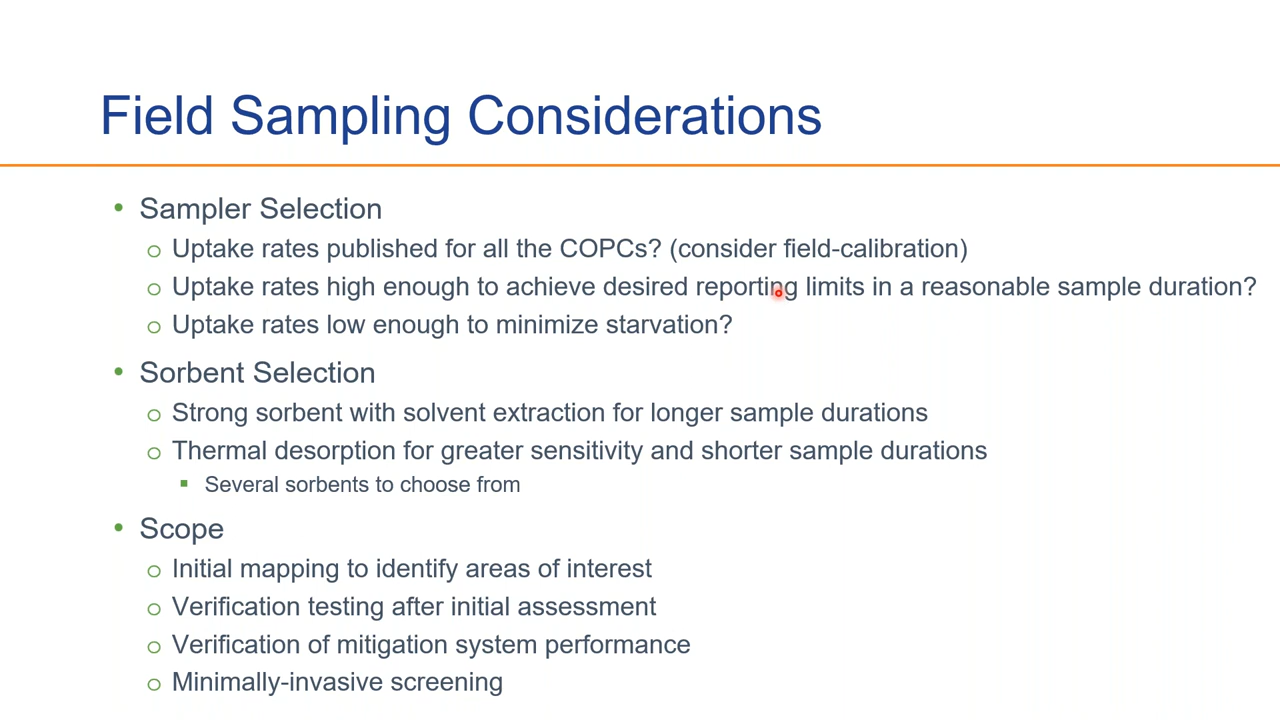 Field Sampling Considerations
• Sampler Selection
o Uptake rates published for all the COPCs? (consider field-calibration)
o Uptake rates high enough to achieve desired reporting limits in a reasonable sample duration?
o Uptake rates low enough to minimize starvation?
• Sorbent Selection
o Strong sorbent with solvent extraction for longer sample durations
o Thermal desorption for greater sensitivity and shorter sample durations
▪ Several sorbents to choose from
• Scope
o Initial mapping to identify areas of interest
o Verification testing after initial assessment
o Verification of mitigation system performance
o Minimally-invasive screening